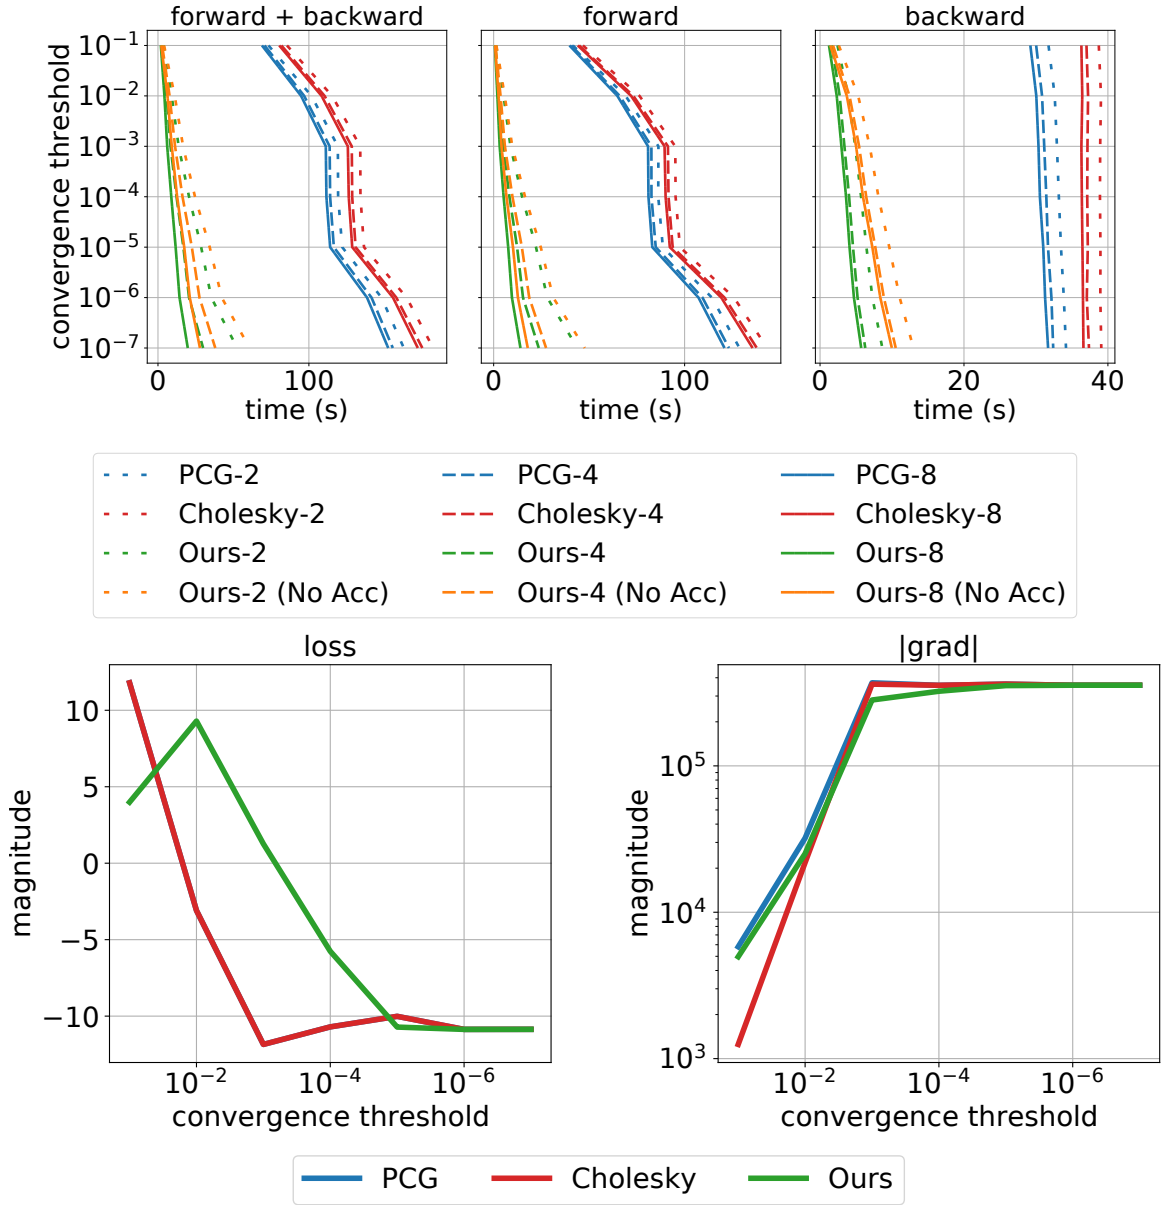 forward + backward
forward
backward
convergence threshold
10⁻¹
10⁻²
10⁻³
10⁻⁴
10⁻⁵
10⁻⁶
10⁻⁷
0 100
0 100
0 20 40
time (s)
time (s)
time (s)
PCG-2 PCG-4 PCG-8
Cholesky-2 Cholesky-4 Cholesky-8
Ours-2 Ours-4 Ours-8
Ours-2 (No Acc) Ours-4 (No Acc) Ours-8 (No Acc)
loss
magnitude
10
5
0
−5
−10
10⁻² 10⁻⁴ 10⁻⁶
convergence threshold
|grad|
magnitude
10⁵
10⁴
10³
10⁻² 10⁻⁴ 10⁻⁶
convergence threshold
PCG Cholesky Ours